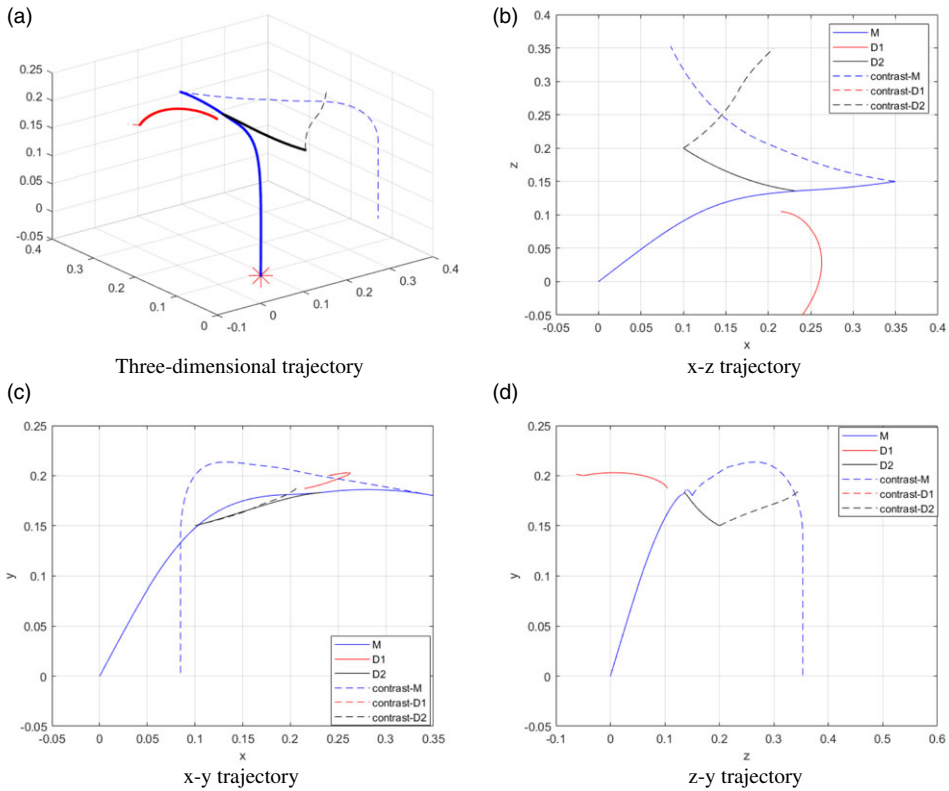 (a)
0.25
0.2
0.15
0.1
0.05
0
-0.05
0.4
0.3
0.2
0.1
0
-0.1
0
0.1
0.2
0.3
0.4
Three-dimensional trajectory
(b)
0.4
0.35
0.3
0.25
0.2
0.15
0.1
0.05
0
-0.05
z
-0.05 0 0.05 0.1 0.15 0.2 0.25 0.3 0.35 0.4
x
M
D1
D2
contrast-M
contrast-D1
contrast-D2
x-z trajectory
(c)
0.25
0.2
0.15
0.1
0.05
0
-0.05
y
-0.05 0 0.05 0.1 0.15 0.2 0.25 0.3 0.35
x
M
D1
D2
contrast-M
contrast-D1
contrast-D2
x-y trajectory
(d)
0.25
0.2
0.15
0.1
0.05
0
-0.05
y
-0.1 0 0.1 0.2 0.3 0.4 0.5 0.6
z
M
D1
D2
contrast-M
contrast-D1
contrast-D2
z-y trajectory